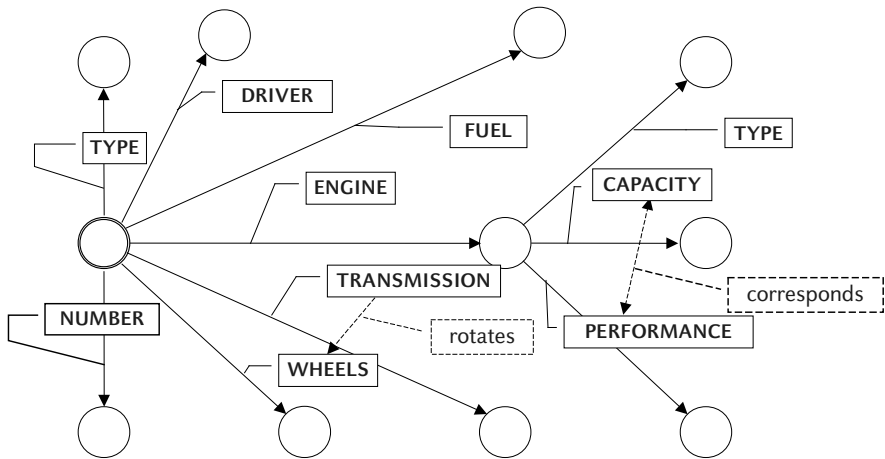 DRIVER
TYPE
FUEL
TYPE
ENGINE
CAPACITY
TRANSMISSION
corresponds
NUMBER
rotates
PERFORMANCE
WHEELS